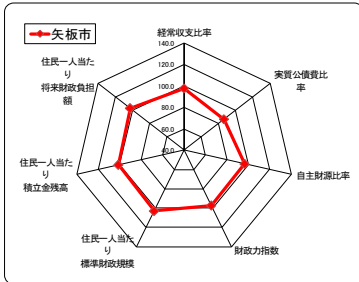 矢板市
経常収支比率
140.0
120.0
100.0
80.0
60.0
40.0
実質公債費比
率
自主財源比率
財政力指数
住民一人当た
り
標準財政規模
住民一人当た
り
積立金残高
住民一人当た
り
将来財政負担
額